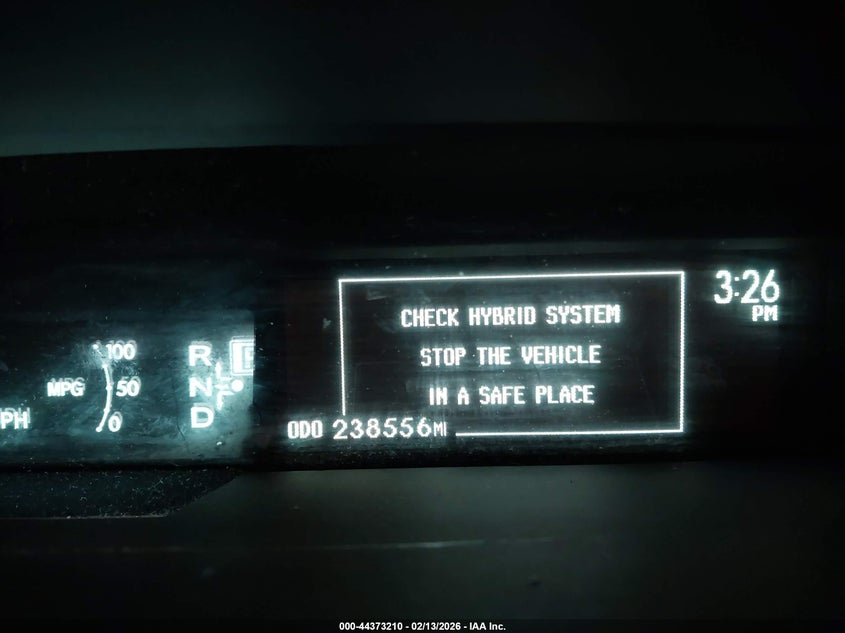 CHECK HYBRID SYSTEM
STOP THE VEHICLE
IN A SAFE PLACE
3:26
PM
ODO 238556MI
100
MPG 50
0
PH
R
N
D
000-44373210 - 02/13/2026 - IAA Inc.